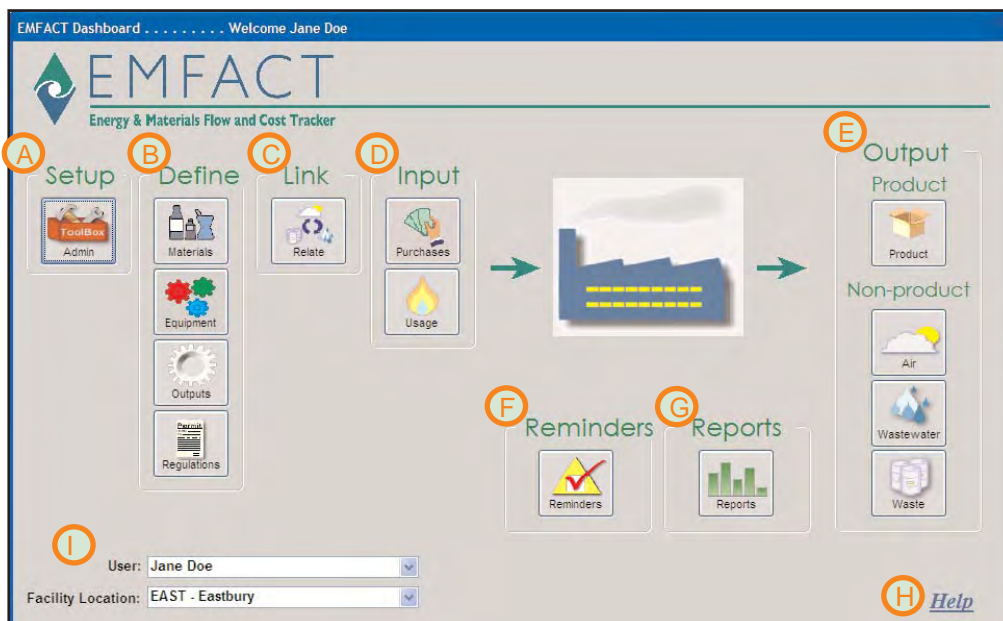 EMFACT Dashboard . . . . . . . . . Welcome Jane Doe
EMFACT
Energy & Materials Flow and Cost Tracker
A
Setup
ToolBox
Admin
B
Define
Materials
Equipment
Outputs
Permit
Regulations
C
Link
Relate
D
Input
Purchases
Usage
E
Output
Product
Product
Non-product
Air
Wastewater
Waste
F
Reminders
Reminders
G
Reports
Reports
I
User: Jane Doe
Facility Location: EAST - Eastbury
H
Help